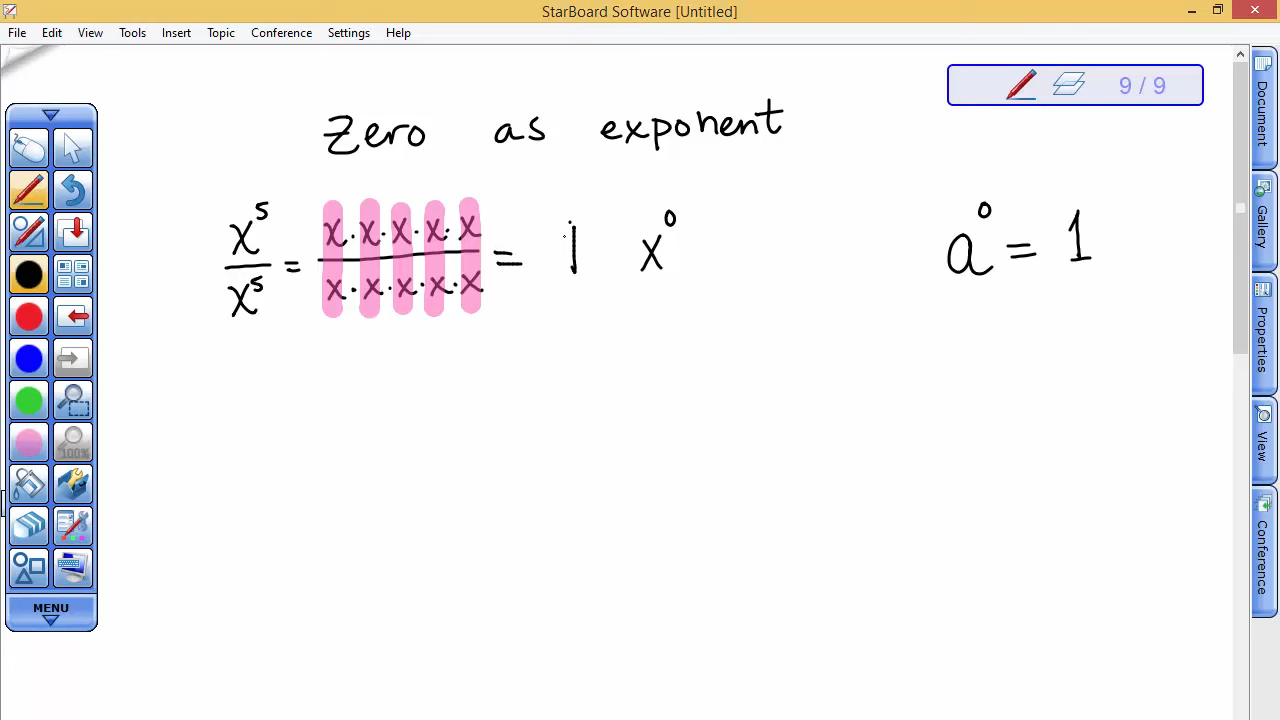 StarBoard Software [Untitled]
File Edit View Tools Insert Topic Conference Settings Help
9 / 9
Zero as exponent
x⁵/x⁵ = x·x·x·x·x/x·x·x·x·x = 1 x⁰ a⁰ = 1
100%
MENU
Document
Gallery
Properties
View
Conference